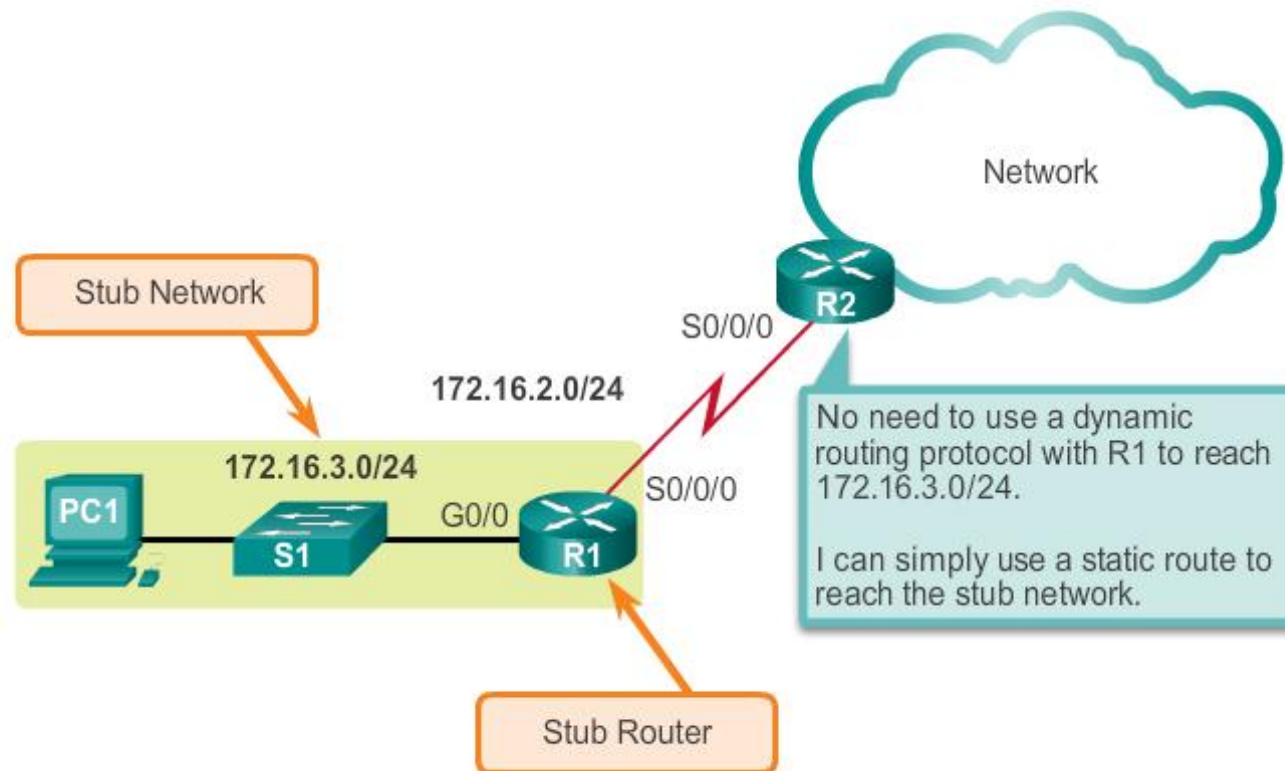 Network
Stub Network
R2
S0/0/0
172.16.2.0/24
No need to use a dynamic
routing protocol with R1 to reach
172.16.3.0/24.
I can simply use a static route to
reach the stub network.
172.16.3.0/24
S0/0/0
PC1
G0/0
S1
R1
Stub Router